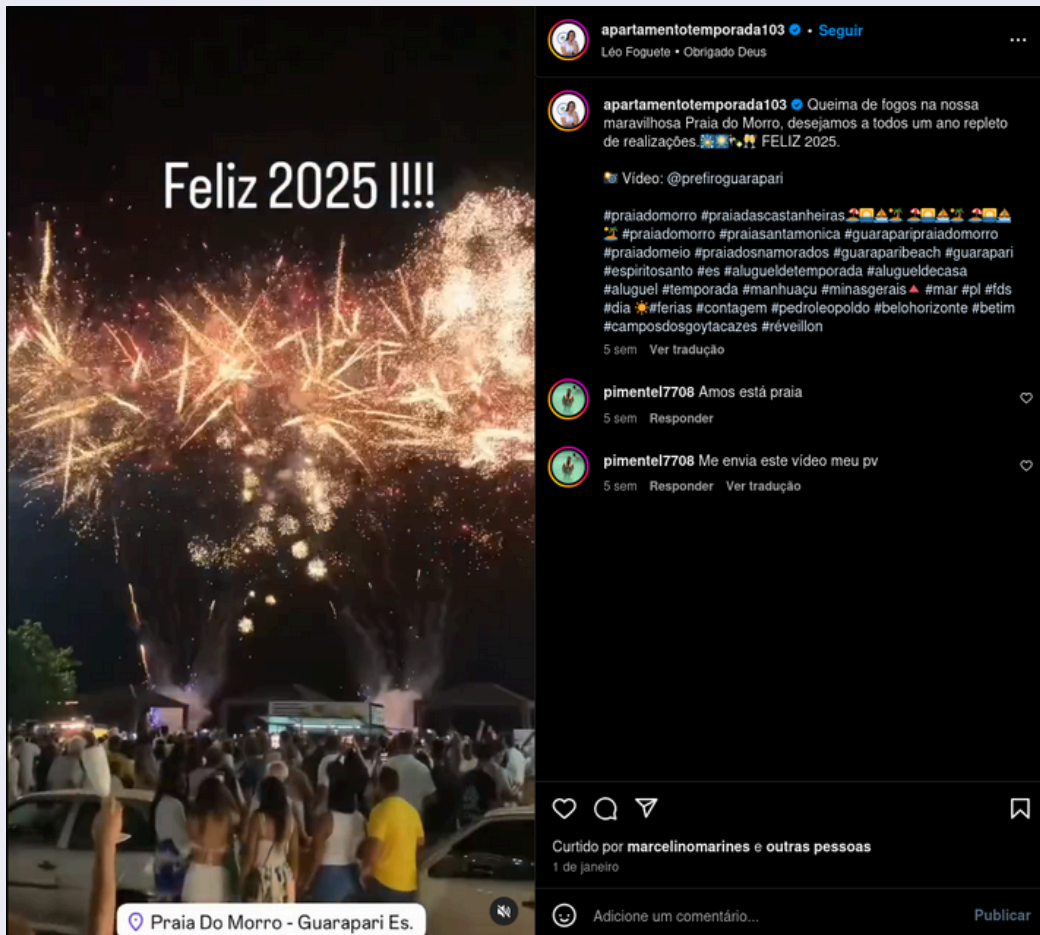 Feliz 2025 !!!!
Praia Do Morro - Guarapari Es.
apartamentotemporada103 • Seguir
Léo Foguete • Obrigado Deus
apartamentotemporada103 Queima de fogos na nossa
maravilhosa Praia do Morro, desejamos a todos um ano repleto
de realizações.🎆🎇🍾🥂 FELIZ 2025.
📸 Vídeo: @prefiroguarapari
#praiadomorro #praiadascastanheiras🏖️🌅⛵🏝️ 🏖️🌅⛵🏝️ 🏖️🌅⛵
🏝️ #praiadomorro #praiasantamonica #guaraparipraiadomorro
#praiadomeio #praiadosnamorados #guaraparibeach #guarapari
#espiritosanto #es #alugueldetemporada #alugueldecasa
#aluguel #temporada #manhuaçu #minasgerais🔺 #mar #pl #fds
#dia ☀️#ferias #contagem #pedroleopoldo #belohorizonte #betim
#camposdosgoytacazes #réveillon
5 sem Ver tradução
pimentel7708 Amos está praia
5 sem Responder
pimentel7708 Me envia este vídeo meu pv
5 sem Responder Ver tradução
Curtido por marcelinomarines e outras pessoas
1 de janeiro
Adicione um comentário... Publicar